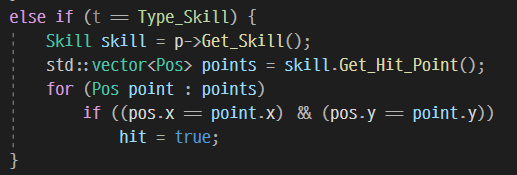 else if (t == Type_Skill) {
    Skill skill = p->Get_Skill();
    std::vector<Pos> points = skill.Get_Hit_Point();
    for (Pos point : points)
        if ((pos.x == point.x) && (pos.y == point.y))
            hit = true;
}